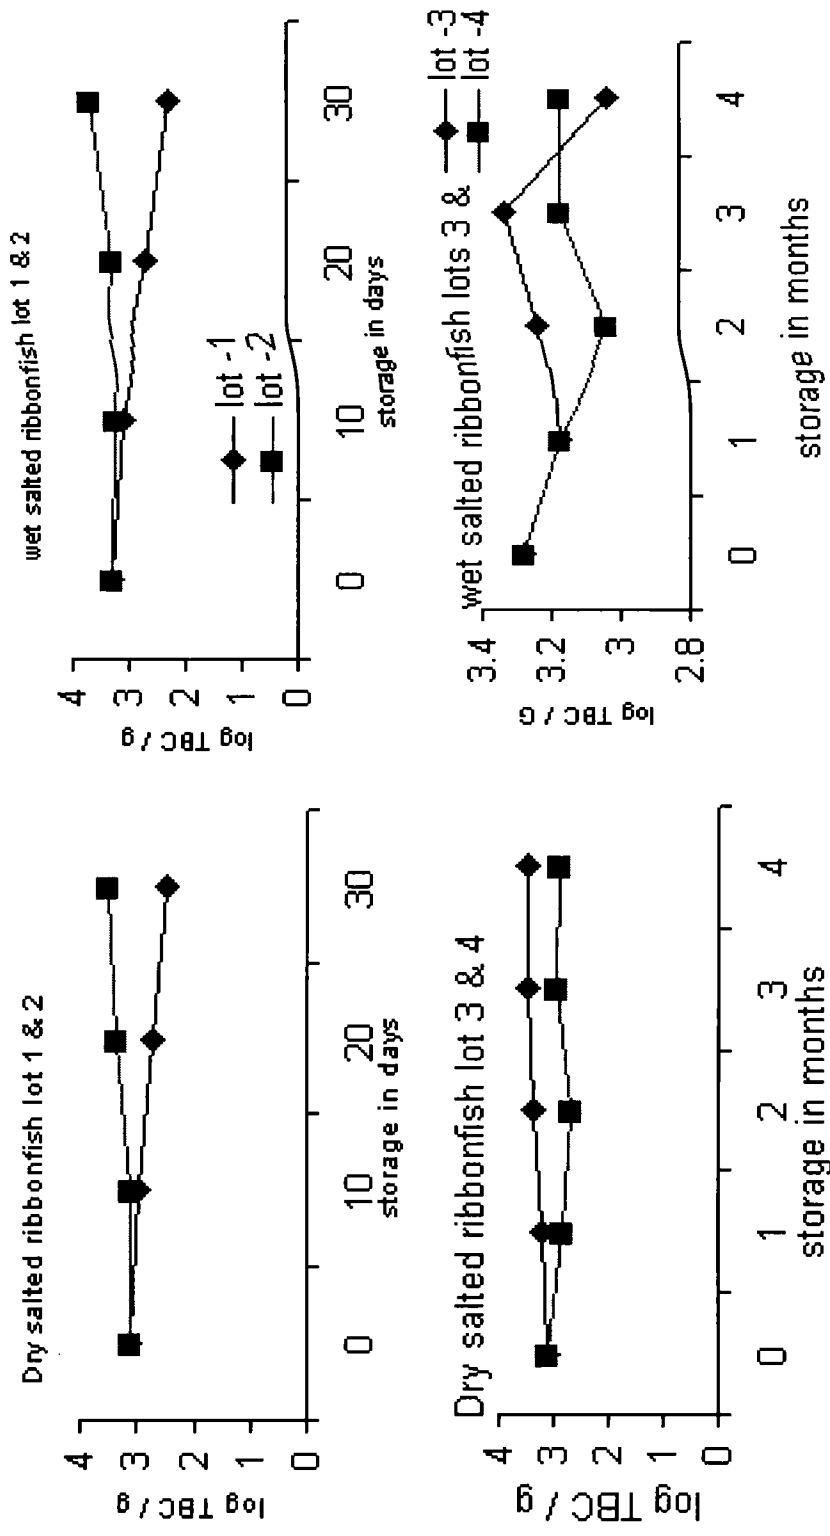 Dry salted ribbonfish lot 1 & 2
log TBC / g
4
3
2
1
0
0 10 20 30
storage in days
wet salted ribbonfish lot 1 & 2
log TBC / g
4
3
2
1
0
lot -1
lot -2
0 10 20 30
storage in days
Dry salted ribbonfish lot 3 & 4
log TBC / g
4
3
2
1
0
0 1 2 3 4
storage in months
wet salted ribbonfish lots 3 &
lot -3
lot -4
log TBC / G
3.4
3.2
3
2.8
0 1 2 3 4
storage in months